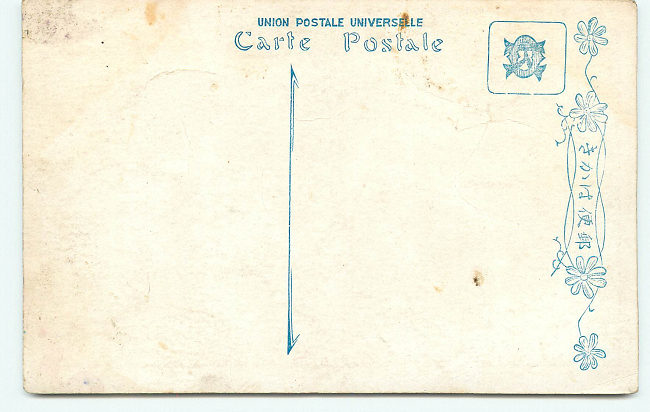 UNION POSTALE UNIVERSELLE
Carte Postale
郵便はかき